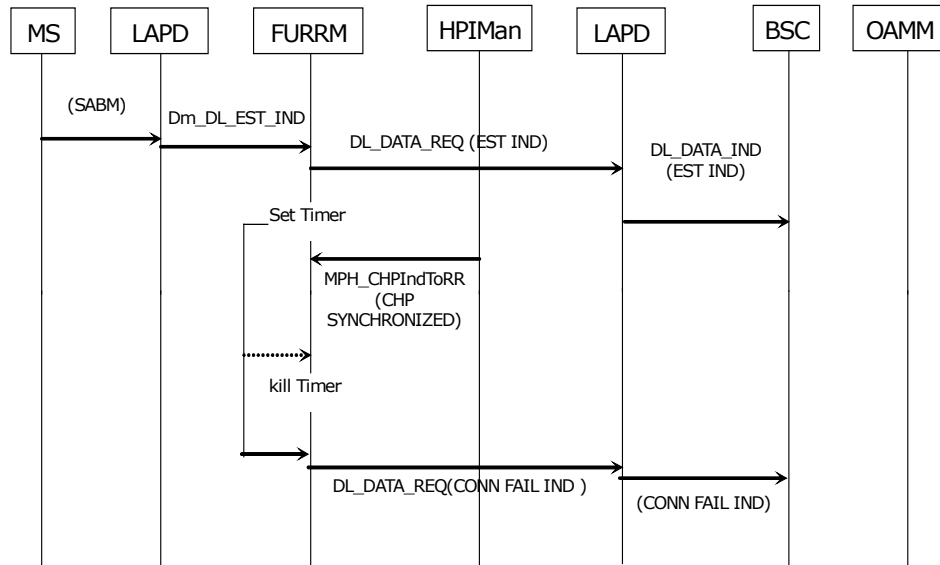 MS
LAPD
FURRM
HPIMan
LAPD
BSC
OAMM
(SABM)
Dm_DL_EST_IND
DL_DATA_REQ (EST IND)
DL_DATA_IND
(EST IND)
Set Timer
MPH_CHPIndToRR
(CHP
SYNCHRONIZED)
kill Timer
DL_DATA_REQ(CONN FAIL IND )
(CONN FAIL IND)